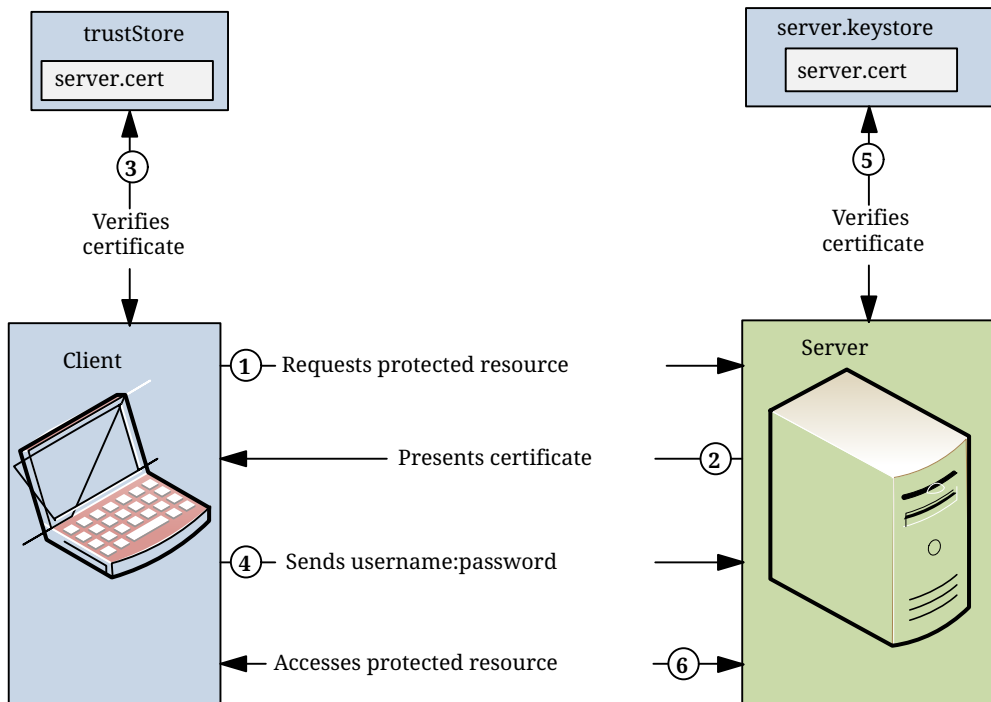 trustStore
server.cert
server.keystore
server.cert
3
5
Verifies
certificate
Verifies
certificate
Client
Server
1 Requests protected resource
Presents certificate 2
4 Sends username:password
Accesses protected resource 6